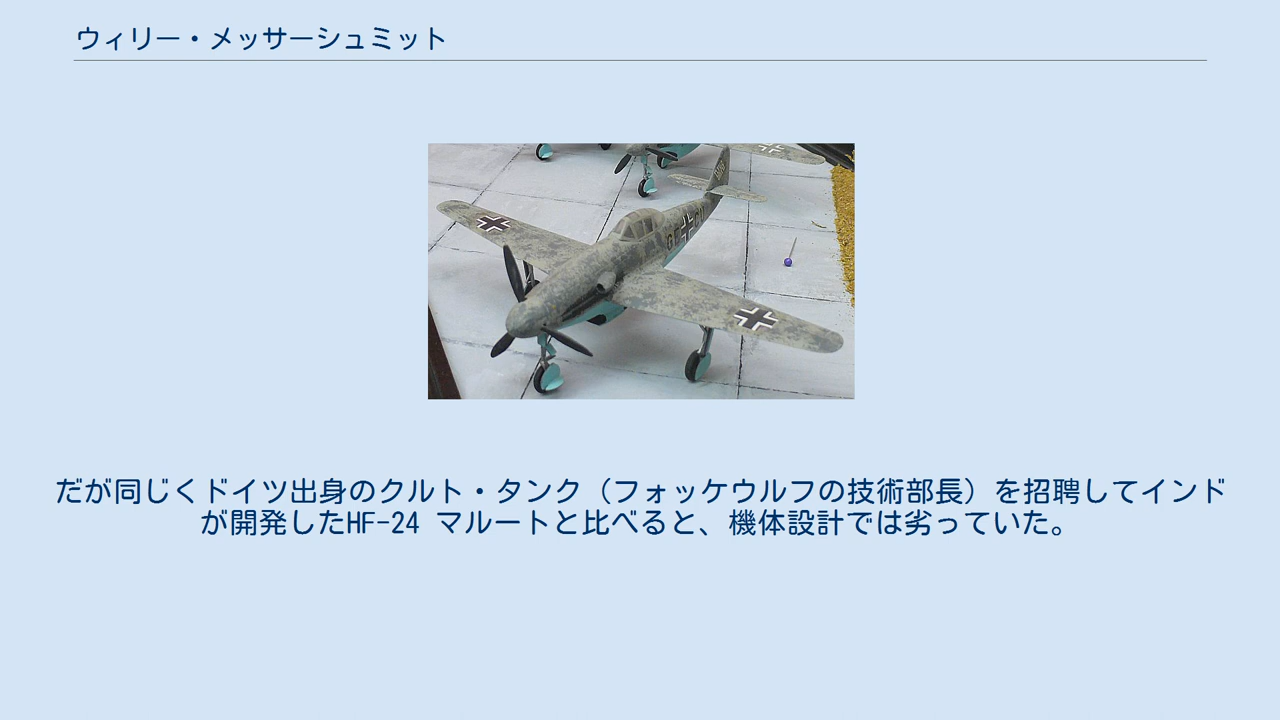 ウィリー・メッサーシュミット
だが同じくドイツ出身のクルト・タンク（フォッケウルフの技術部長）を招聘してインド
が開発したHF-24 マルートと比べると、機体設計では劣っていた。